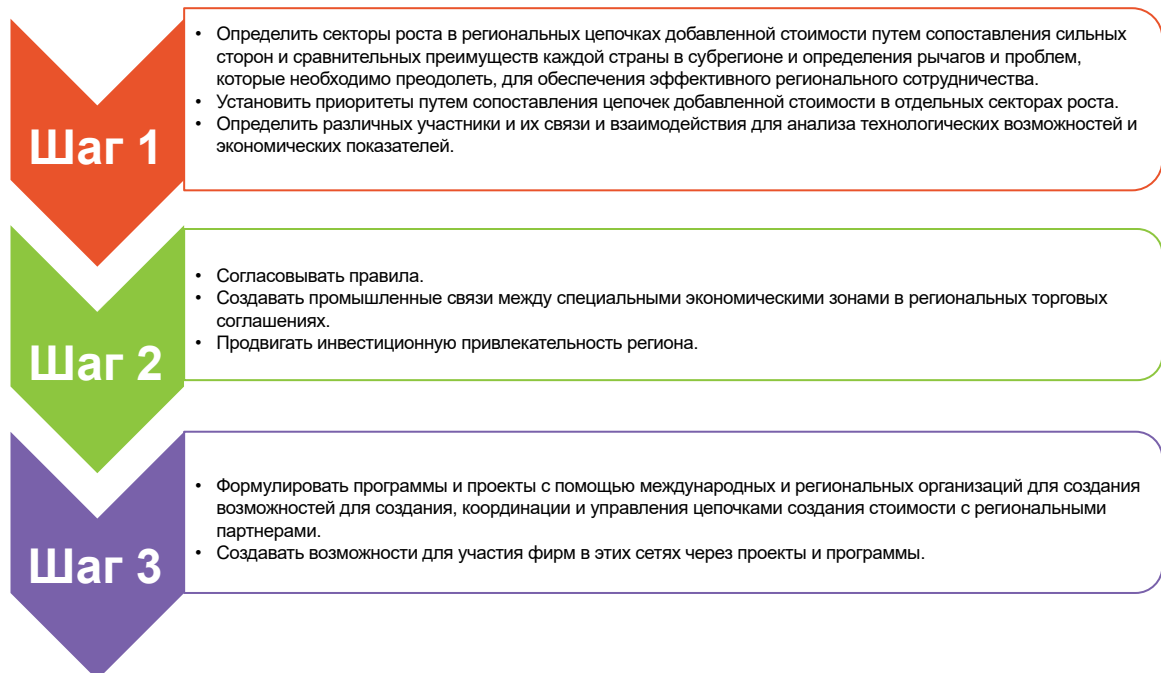 Шаг 1
• Определить секторы роста в региональных цепочках добавленной стоимости путем сопоставления сильных
сторон и сравнительных преимуществ каждой страны в субрегионе и определения рычагов и проблем,
которые необходимо преодолеть, для обеспечения эффективного регионального сотрудничества.
• Установить приоритеты путем сопоставления цепочек добавленной стоимости в отдельных секторах роста.
• Определить различных участники и их связи и взаимодействия для анализа технологических возможностей и
экономических показателей.
Шаг 2
• Согласовывать правила.
• Создавать промышленные связи между специальными экономическими зонами в региональных торговых
соглашениях.
• Продвигать инвестиционную привлекательность региона.
Шаг 3
• Формулировать программы и проекты с помощью международных и региональных организаций для создания
возможностей для создания, координации и управления цепочками создания стоимости с региональными
партнерами.
• Создавать возможности для участия фирм в этих сетях через проекты и программы.